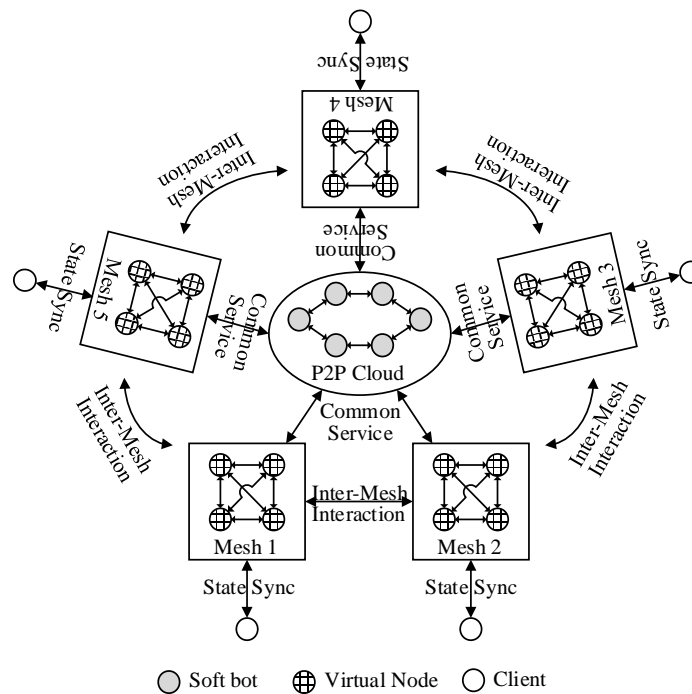 State Sync
Mesh 4
Inter-Mesh
Interaction
Inter-Mesh
Interaction
Common
Service
State Sync
Mesh 5
Common
Service
Common
Service
Mesh 3
State Sync
P2P Cloud
Common
Service
Inter-Mesh
Interaction
Inter-Mesh
Interaction
Inter-Mesh
Interaction
Mesh 1
Mesh 2
State Sync
State Sync
Soft bot
Virtual Node
Client